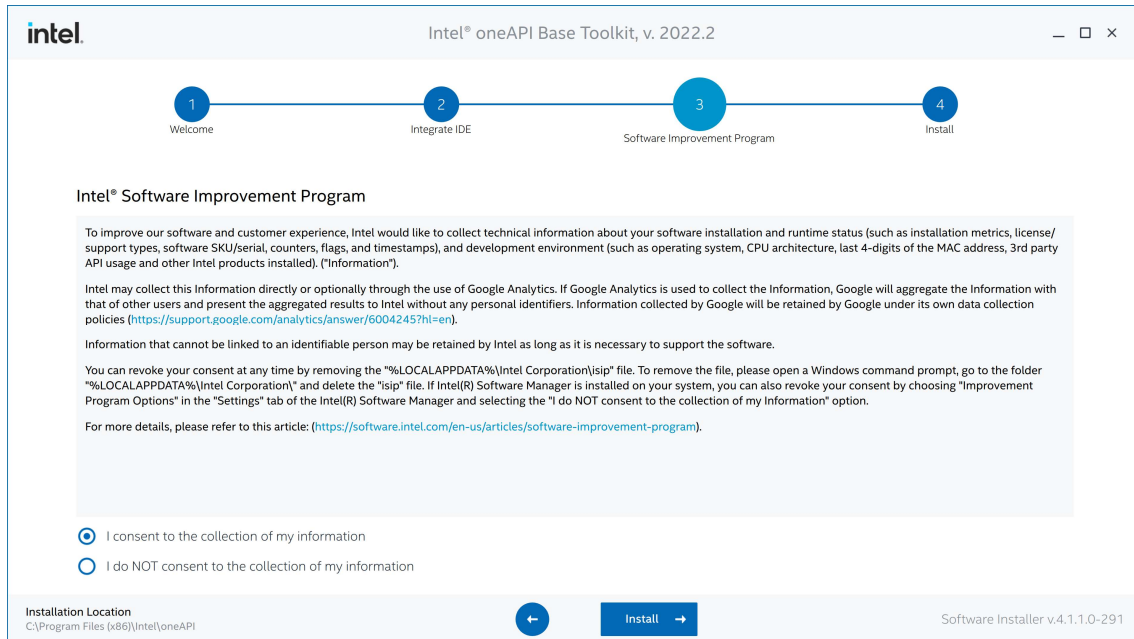 intel.
Intel® oneAPI Base Toolkit, v. 2022.2
1
2
3
4
Welcome
Integrate IDE
Software Improvement Program
Install
Intel® Software Improvement Program
To improve our software and customer experience, Intel would like to collect technical information about your software installation and runtime status (such as installation metrics, license/
support types, software SKU/serial, counters, flags, and timestamps), and development environment (such as operating system, CPU architecture, last 4-digits of the MAC address, 3rd party
API usage and other Intel products installed). ("Information").
Intel may collect this Information directly or optionally through the use of Google Analytics. If Google Analytics is used to collect the Information, Google will aggregate the Information with
that of other users and present the aggregated results to Intel without any personal identifiers. Information collected by Google will be retained by Google under its own data collection
policies (https://support.google.com/analytics/answer/6004245?hl=en).
Information that cannot be linked to an identifiable person may be retained by Intel as long as it is necessary to support the software.
You can revoke your consent at any time by removing the "%LOCALAPPDATA%\Intel Corporation\isip" file. To remove the file, please open a Windows command prompt, go to the folder
"%LOCALAPPDATA%\Intel Corporation\" and delete the "isip" file. If Intel(R) Software Manager is installed on your system, you can also revoke your consent by choosing "Improvement
Program Options" in the "Settings" tab of the Intel(R) Software Manager and selecting the "I do NOT consent to the collection of my Information" option.
For more details, please refer to this article: (https://software.intel.com/en-us/articles/software-improvement-program).
I consent to the collection of my information
I do NOT consent to the collection of my information
Installation Location
C:\Program Files (x86)\Intel\oneAPI
Install
Software Installer v.4.1.1.0-291